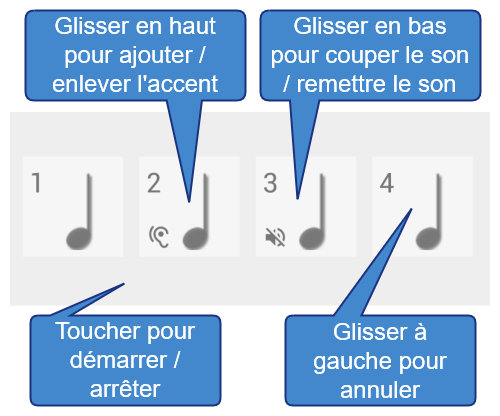 Glisser en haut
pour ajouter /
enlever l'accent
Glisser en bas
pour couper le son
/ remettre le son
1
2
3
4
Toucher pour
démarrer /
arrêter
Glisser à
gauche pour
annuler